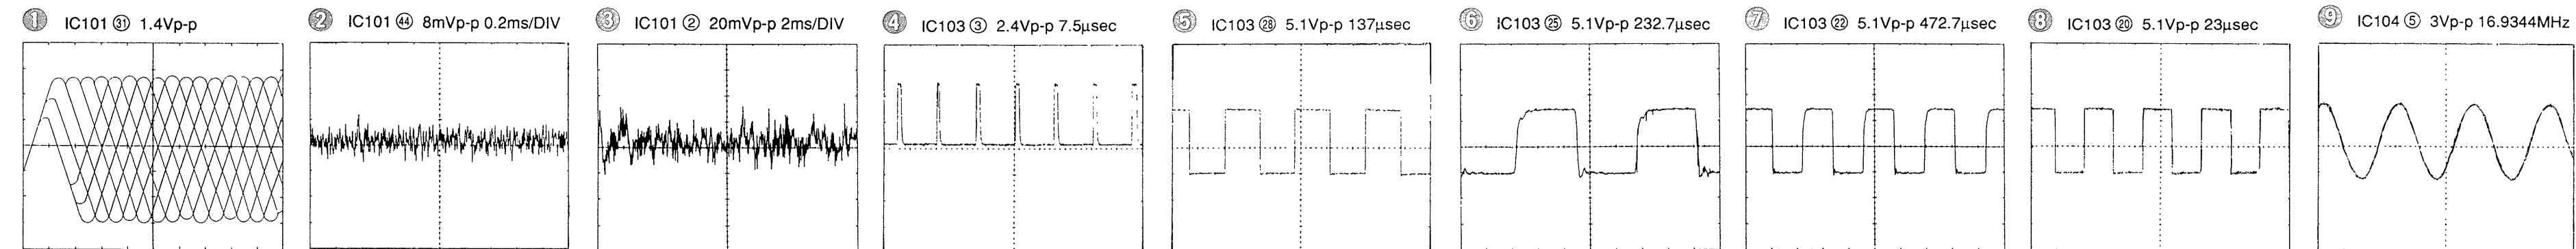 ① IC101 ㉛ 1.4Vp-p
② IC101 ㊹ 8mVp-p 0.2ms/DIV
③ IC101 ② 20mVp-p 2ms/DIV
④ IC103 ③ 2.4Vp-p 7.5μsec
⑤ IC103 ㉘ 5.1Vp-p 137μsec
⑥ IC103 ㉕ 5.1Vp-p 232.7μsec
⑦ IC103 ㉒ 5.1Vp-p 472.7μsec
⑧ IC103 ⑳ 5.1Vp-p 23μsec
⑨ IC104 ⑤ 3Vp-p 16.9344MHz